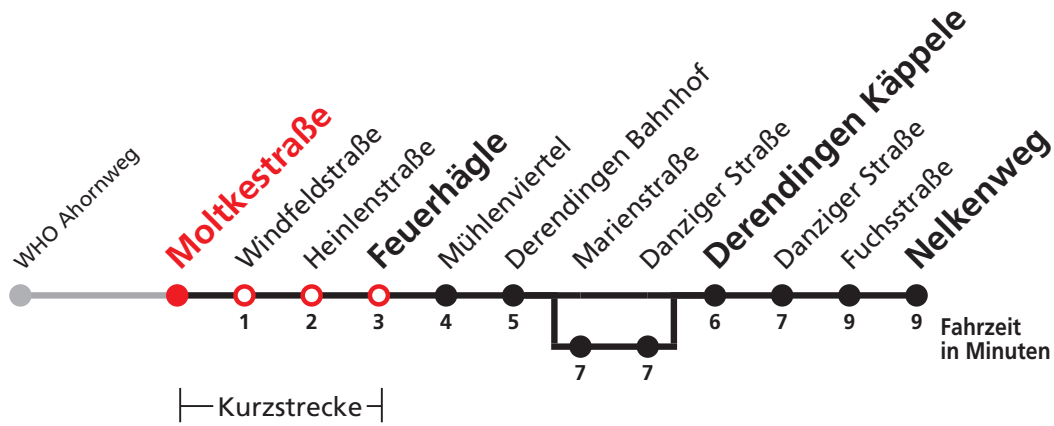 WHO Ahornweg
Moltkestraße
Windfeldstraße
Heinlenstraße
Feuerhägle
Mühlenviertel
Derendingen Bahnhof
Marienstraße
Danziger Straße
Derendingen Käppele
Danziger Straße
Fuchsstraße
Nelkenweg
1 2 3 4 5 6 7 9 9
Fahrzeit
in Minuten
7 7
Kurzstrecke